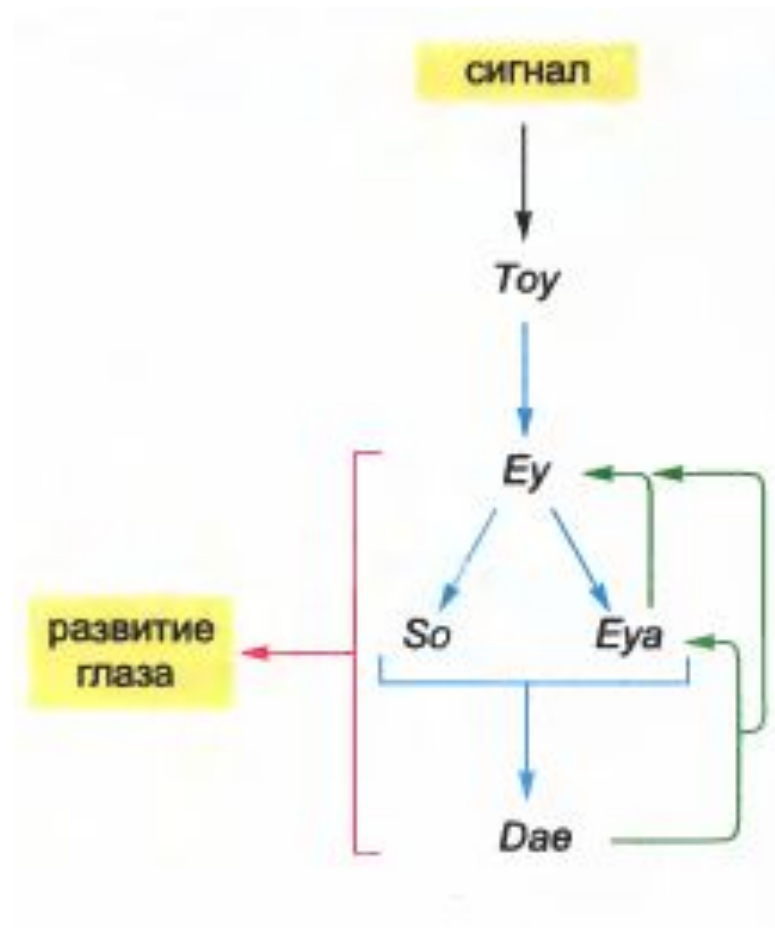 сигнал
Toy
Ey
So Eya
развитие
глаза
Dae